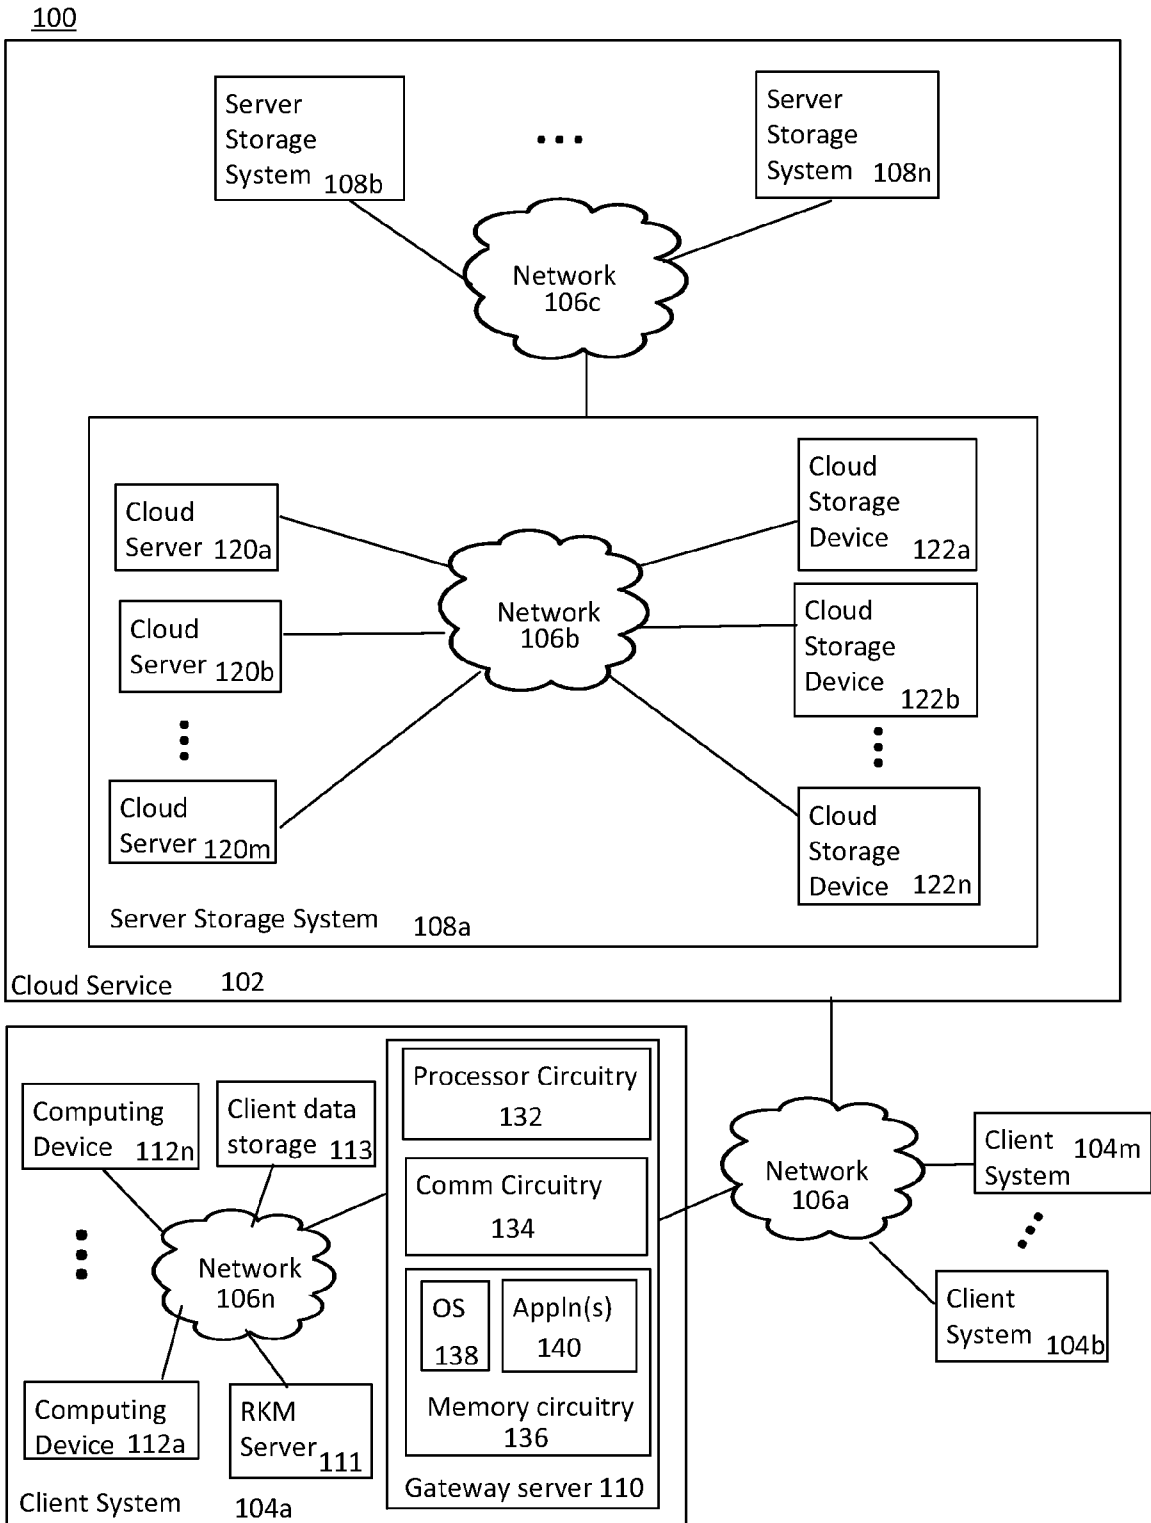 100
Server
Storage
System 108b
Server
Storage
System 108n
Network
106c
Cloud
Server 120a
Cloud
Server 120b
Cloud
Server 120m
Network
106b
Cloud
Storage
Device 122a
Cloud
Storage
Device
122b
Cloud
Storage
Device 122n
Server Storage System 108a
Cloud Service 102
Computing
Device 112n
Client data
storage 113
Network
106n
Computing
Device 112a
RKM
Server
111
Client System 104a
Processor Circuitry
132
Comm Circuitry
134
OS
138
Appln(s)
140
Memory circuitry
136
Gateway server 110
Network
106a
Client 104m
System
Client
System 104b